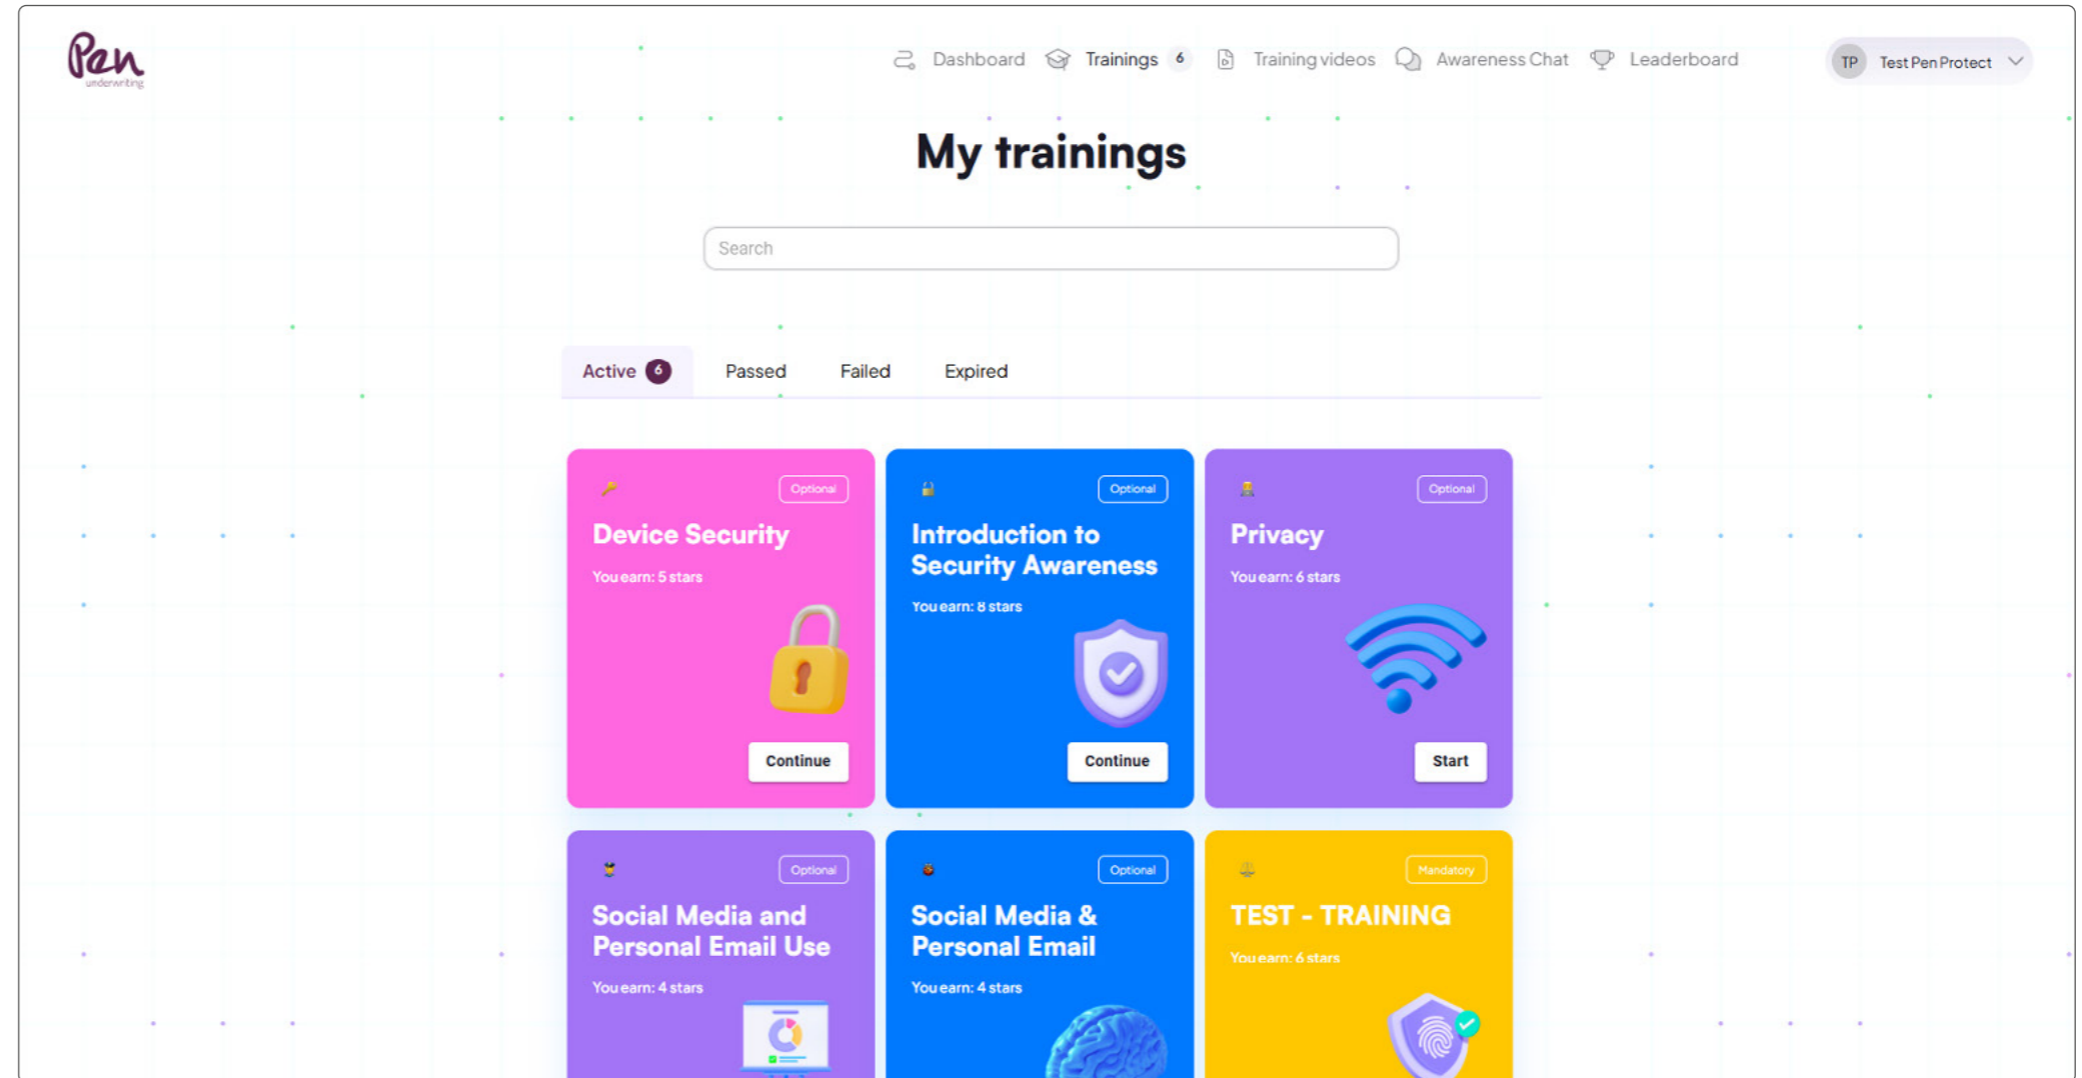 Pen
underwriting
Dashboard
Trainings 6
Training videos
Awareness Chat
Leaderboard
TP Test Pen Protect
My trainings
Search
Active 6
Passed
Failed
Expired
Optional
Device Security
You earn: 5 stars
Continue
Optional
Introduction to
Security Awareness
You earn: 8 stars
Continue
Optional
Privacy
You earn: 6 stars
Start
Optional
Social Media and
Personal Email Use
You earn: 4 stars
Optional
Social Media &
Personal Email
You earn: 4 stars
Mandatory
TEST - TRAINING
You earn: 6 stars